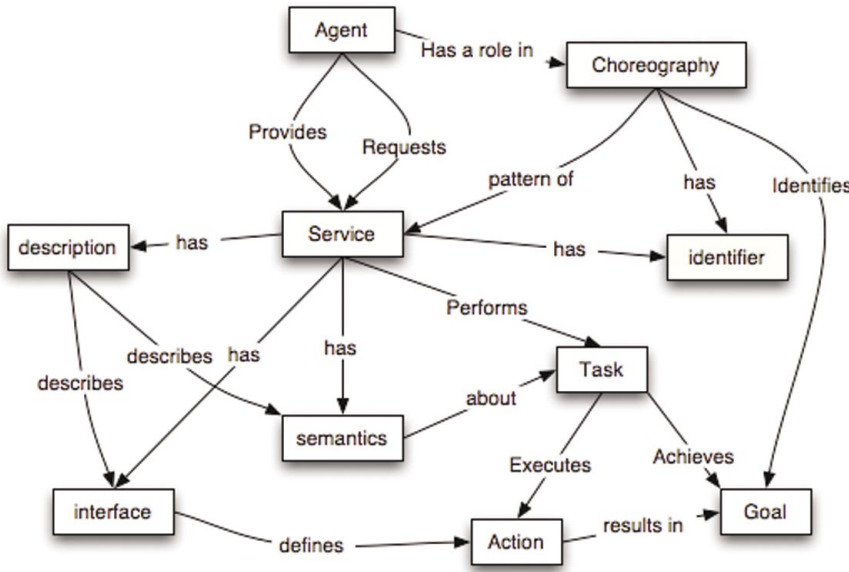 Agent
Has a role in
Choreography
Provides
Requests
pattern of
has
Identifies
description
has
Service
has
identifier
Performs
describes
has
has
describes
Task
about
semantics
Executes
Achieves
interface
defines
Action
results in
Goal